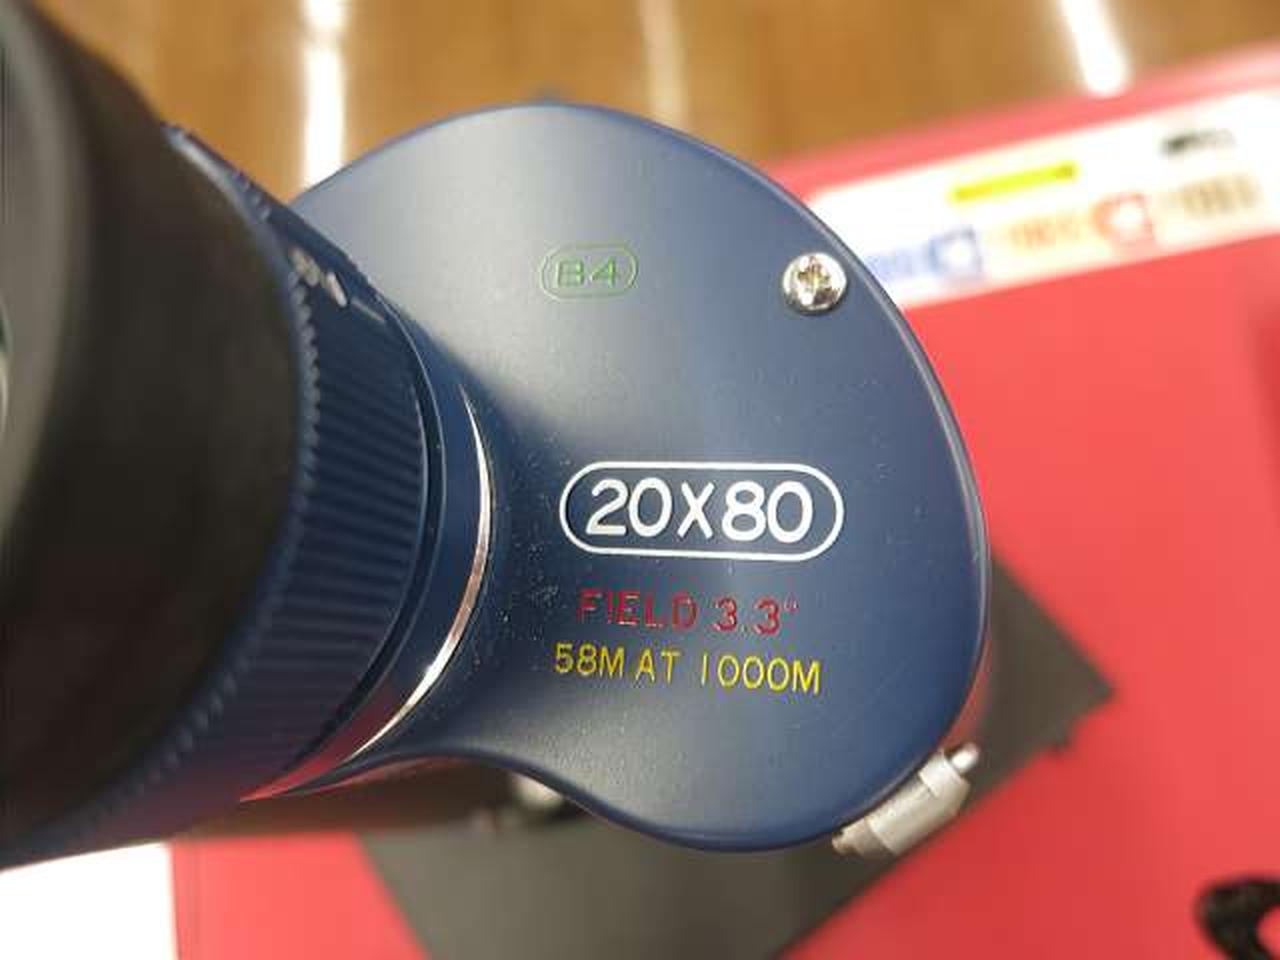 B4
20X80
FIELD 3.3°
58M AT 1000M